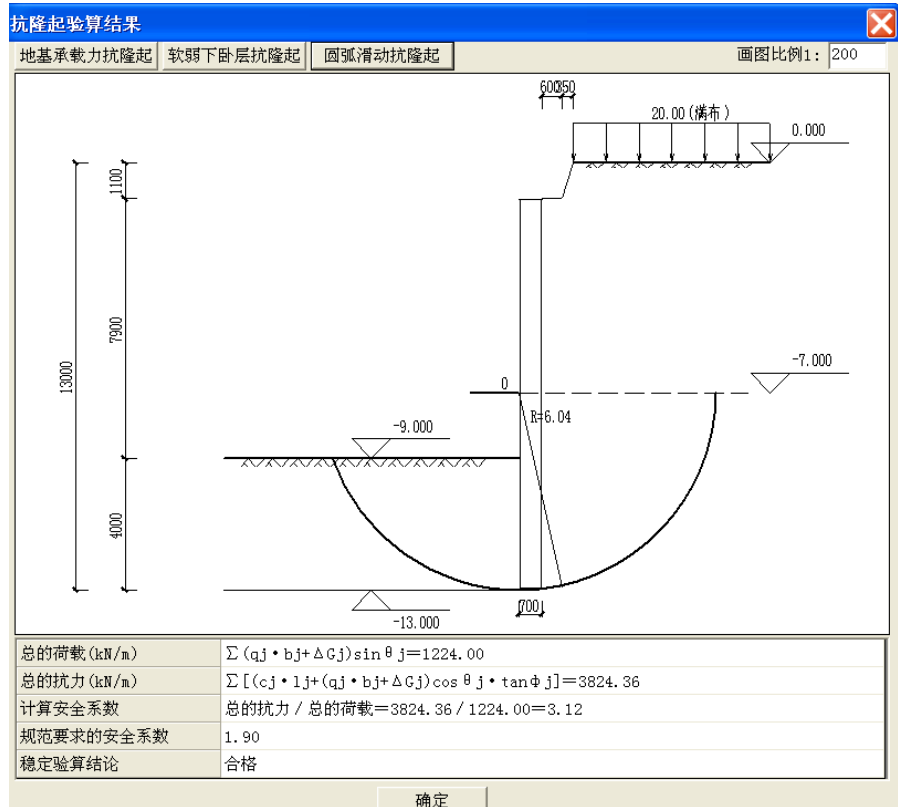 抗隆起验算结果
地基承载力抗隆起 软弱下卧层抗隆起 圆弧滑动抗隆起 画图比例1: 200
600 350
20.00(满布)
0.000
1100
7900
13000
-7.000
O
R=6.04
-9.000
4000
700
-13.000
总的荷载(kN/m) Σ(qj•bj+ΔGj)sinθj=1224.00
总的抗力(kN/m) Σ[(cj•lj+(qj•bj+ΔGj)cosθj•tanφj]=3824.36
计算安全系数 总的抗力/总的荷载=3824.36/1224.00=3.12
规范要求的安全系数 1.90
稳定验算结论 合格
确定